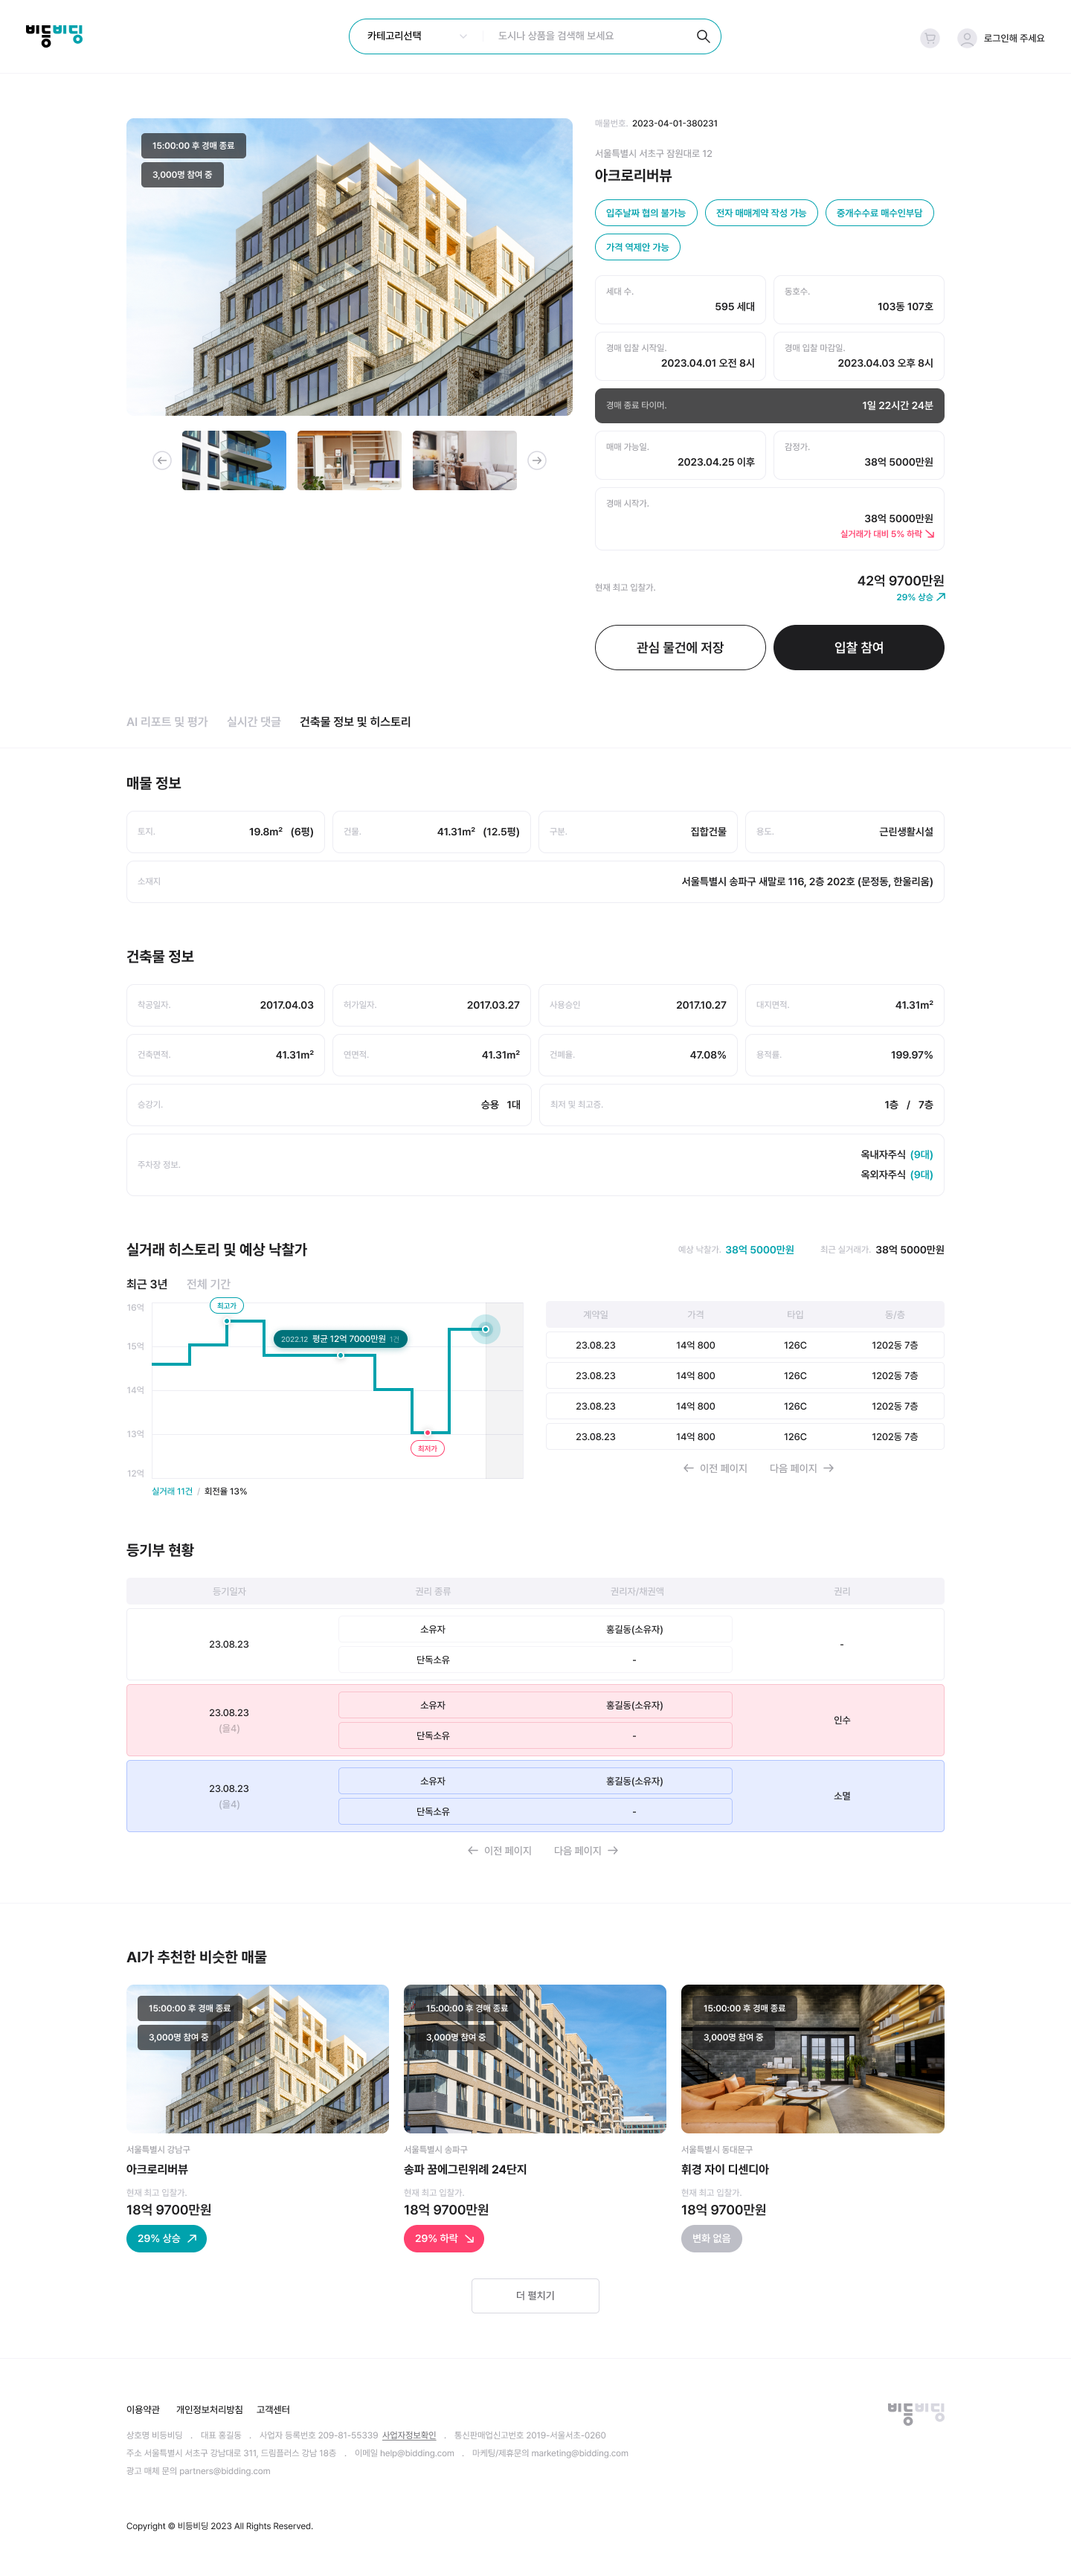 비등비딩
카테고리선택
도시나 상품을 검색해 보세요
로그인해 주세요
15:00:00 후 경매 종료
3,000명 참여 중
매물번호. 2023-04-01-380231
서울특별시 서초구 잠원대로 12
아크로리버뷰
입주날짜 협의 불가능
전자 매매계약 작성 가능
중개수수료 매수인부담
가격 역제안 가능
세대 수.
595 세대
동호수.
103동 107호
경매 입찰 시작일.
2023.04.01 오전 8시
경매 입찰 마감일.
2023.04.03 오후 8시
경매 종료 타이머.
1일 22시간 24분
매매 가능일.
2023.04.25 이후
감정가.
38억 5000만원
경매 시작가.
38억 5000만원
실거래가 대비 5% 하락
현재 최고 입찰가.
42억 9700만원
29% 상승
관심 물건에 저장
입찰 참여
AI 리포트 및 평가
실시간 댓글
건축물 정보 및 히스토리
매물 정보
토지. 19.8m² (6평)
건물. 41.31m² (12.5평)
구분. 집합건물
용도. 근린생활시설
소재지 서울특별시 송파구 새말로 116, 2층 202호 (문정동, 한울리움)
건축물 정보
착공일자. 2017.04.03
허가일자. 2017.03.27
사용승인 2017.10.27
대지면적. 41.31m²
건축면적. 41.31m²
연면적. 41.31m²
건폐율. 47.08%
용적률. 199.97%
승강기. 승용 1대
최저 및 최고층. 1층 / 7층
주차장 정보.
옥내자주식 (9대)
옥외자주식 (9대)
실거래 히스토리 및 예상 낙찰가
예상 낙찰가. 38억 5000만원
최근 실거래가. 38억 5000만원
최근 3년
전체 기간
16억
15억
14억
13억
12억
최고가
2022.12 평균 12억 7000만원 1건
최저가
실거래 11건 / 회전율 13%
계약일 가격 타입 동/층
23.08.23 14억 800 126C 1202동 7층
23.08.23 14억 800 126C 1202동 7층
23.08.23 14억 800 126C 1202동 7층
23.08.23 14억 800 126C 1202동 7층
이전 페이지
다음 페이지
등기부 현황
등기일자 권리 종류 권리자/채권액 권리
23.08.23
소유자 홍길동(소유자)
단독소유 -
-
23.08.23
(을4)
소유자 홍길동(소유자)
단독소유 -
인수
23.08.23
(을4)
소유자 홍길동(소유자)
단독소유 -
소멸
이전 페이지
다음 페이지
AI가 추천한 비슷한 매물
15:00:00 후 경매 종료
3,000명 참여 중
서울특별시 강남구
아크로리버뷰
현재 최고 입찰가.
18억 9700만원
29% 상승
15:00:00 후 경매 종료
3,000명 참여 중
서울특별시 송파구
송파 꿈에그린위례 24단지
현재 최고 입찰가.
18억 9700만원
29% 하락
15:00:00 후 경매 종료
3,000명 참여 중
서울특별시 동대문구
휘경 자이 디센디아
현재 최고 입찰가.
18억 9700만원
변화 없음
더 펼치기
이용약관 개인정보처리방침 고객센터
비등비딩
상호명 비등비딩 . 대표 홍길동 . 사업자 등록번호 209-81-55339 사업자정보확인 . 통신판매업신고번호 2019-서울서초-0260
주소 서울특별시 서초구 강남대로 311, 드림플러스 강남 18층 . 이메일 help@bidding.com . 마케팅/제휴문의 marketing@bidding.com
광고 매체 문의 partners@bidding.com
Copyright © 비등비딩 2023 All Rights Reserved.